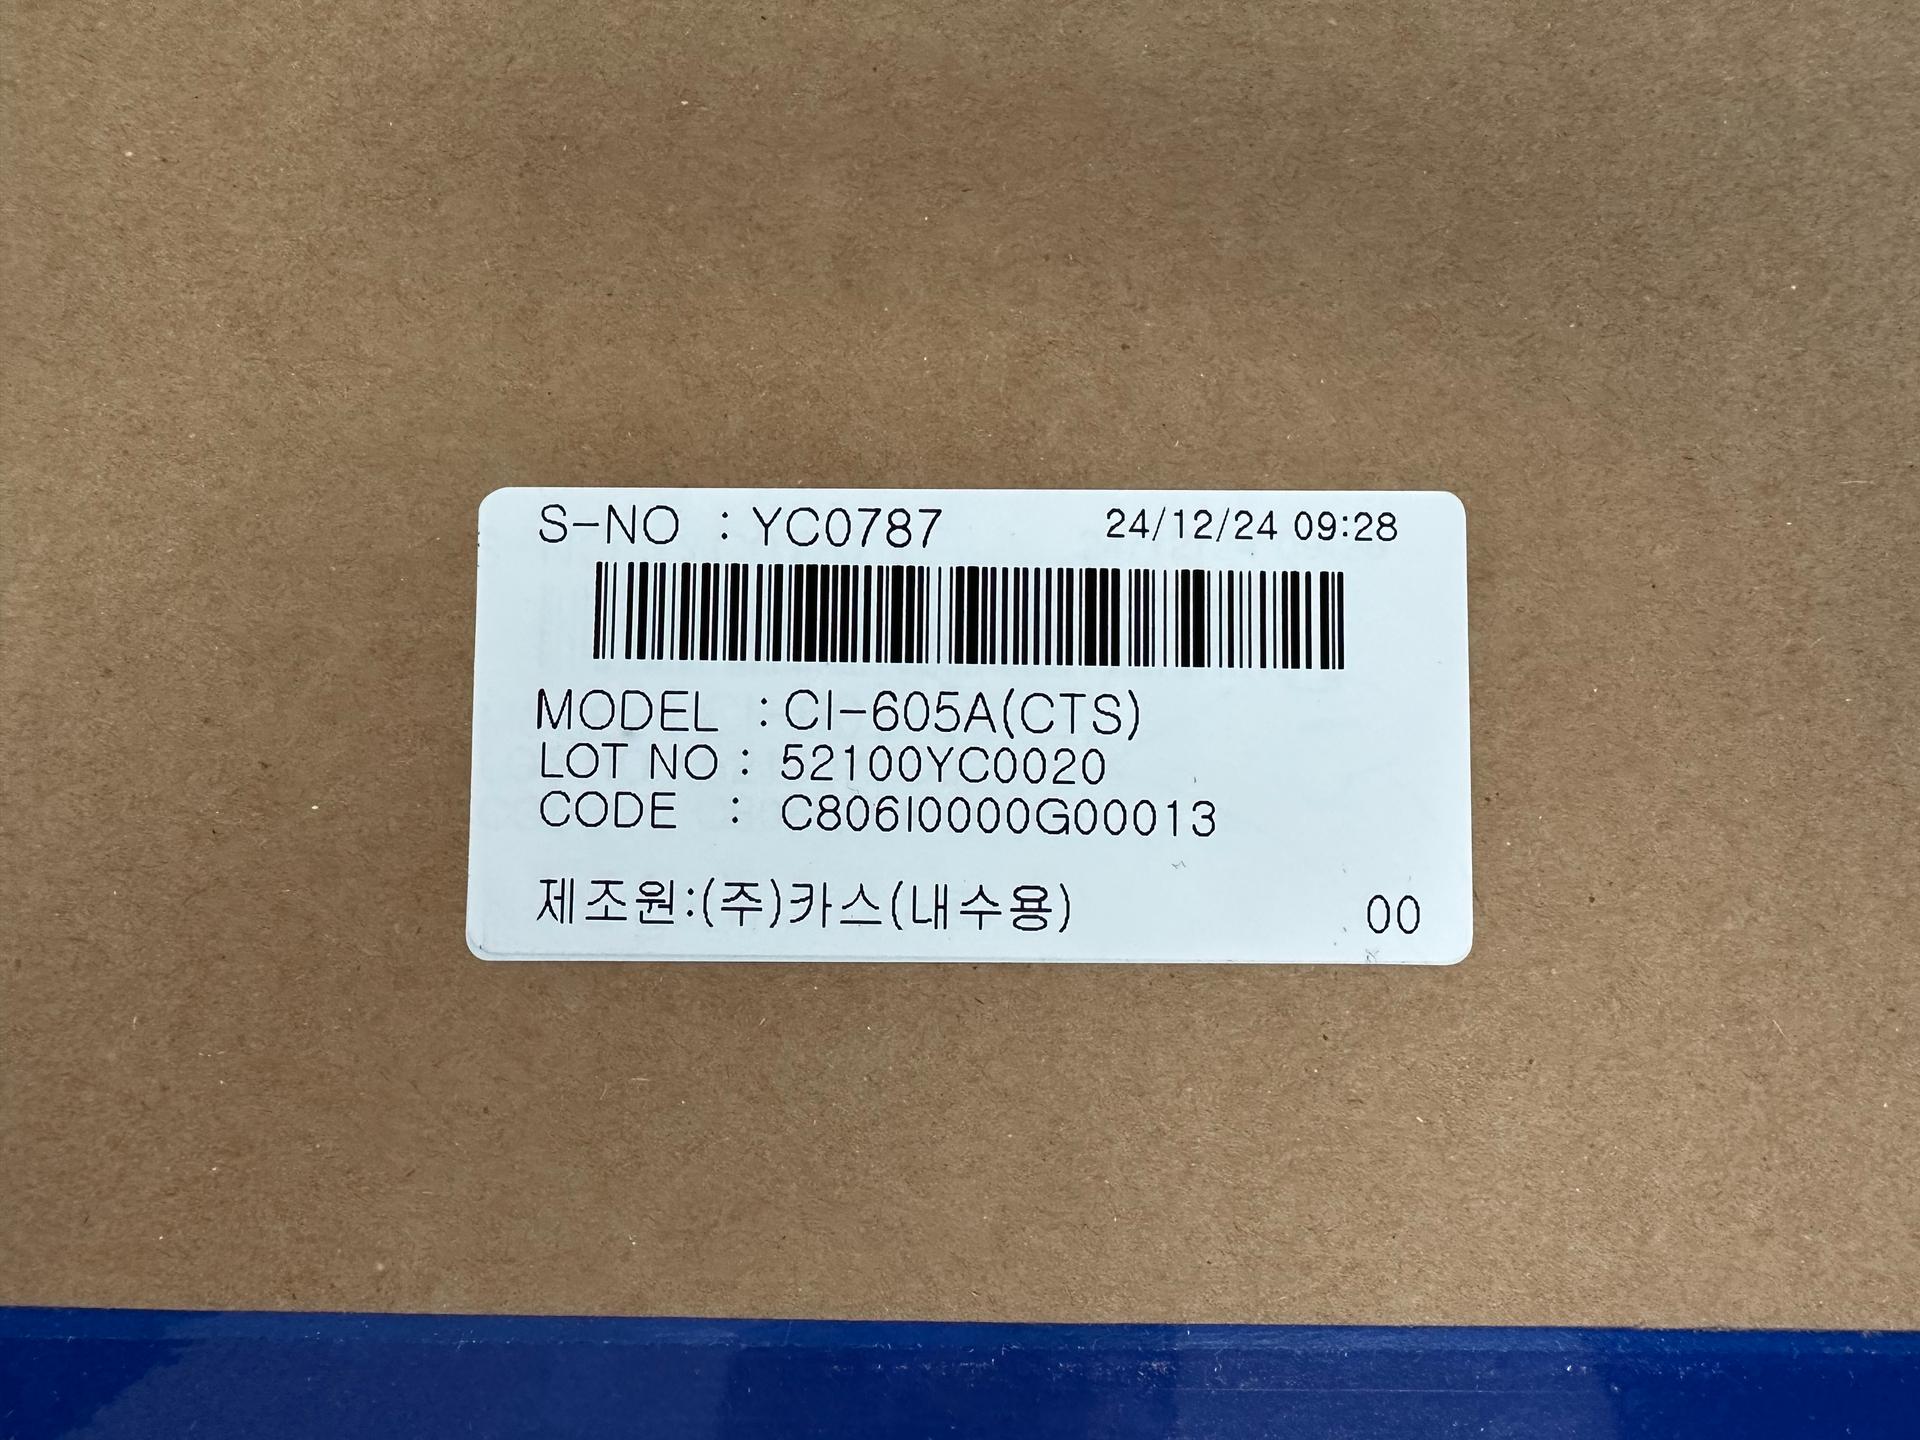 S-NO : YC0787 24/12/24 09:28
MODEL : CI-605A(CTS)
LOT NO : 52100YC0020
CODE : C806I0000G00013
제조원:(주)카스(내수용) 00